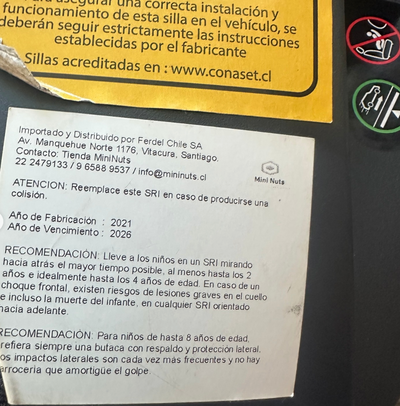 asegurar una correcta instalación y
funcionamiento de esta silla en el vehículo, se
deberán seguir estrictamente las instrucciones
establecidas por el fabricante
Sillas acreditadas en : www.conaset.cl
Importado y Distribuido por Ferdel Chile SA
Av. Manquehue Norte 1176, Vitacura, Santiago.
Contacto: Tienda MiniNuts
22 2479133 / 9 6588 9537 / info@mininuts.cl
Mini Nuts
ATENCION: Reemplace este SRI en caso de producirse una
colisión.
Año de Fabricación : 2021
Año de Vencimiento : 2026
RECOMENDACIÓN: Lleve a los niños en un SRI mirando
hacia atrás el mayor tiempo posible, al menos hasta los 2
años e idealmente hasta los 4 años de edad. En caso de un
choque frontal, existen riesgos de lesiones graves en el cuello
e incluso la muerte del infante, en cualquier SRI orientado
hacia adelante.
RECOMENDACIÓN: Para niños de hasta 8 años de edad,
refiera siempre una butaca con respaldo y protección lateral.
os impactos laterales son cada vez más frecuentes y no hay
arrocería que amortigüe el golpe.